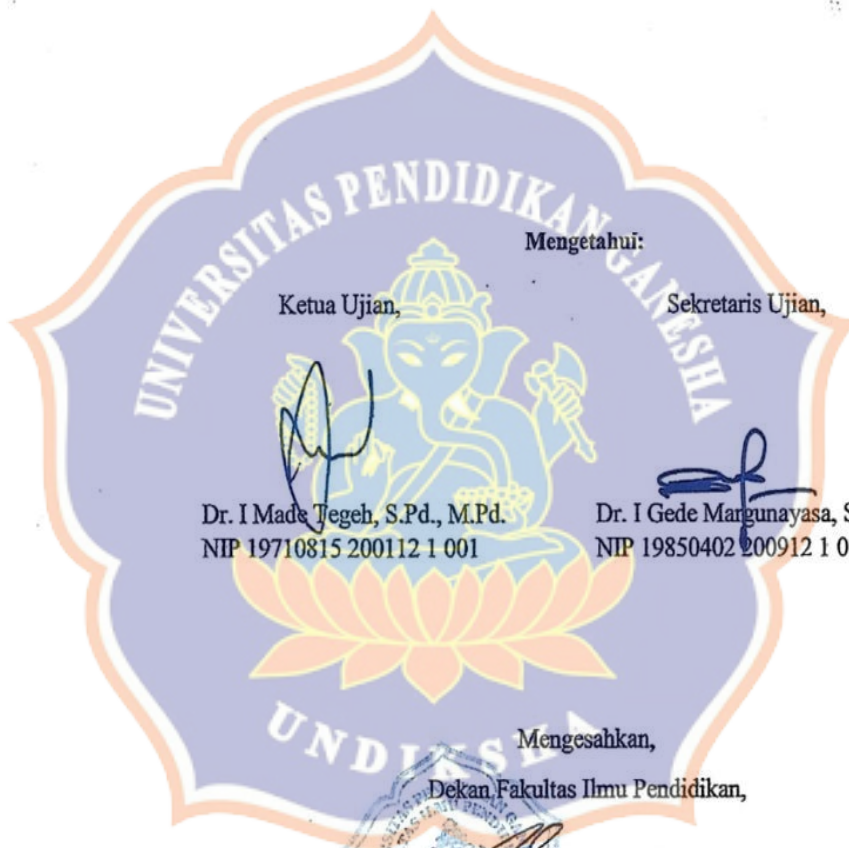 UNIVERSITAS PENDIDIKAN GANESHA
Mengetahui:
Ketua Ujian,
Sekretaris Ujian,
Dr. I Made Tegeh, S.Pd., M.Pd.
NIP 19710815 200112 1 001
Dr. I Gede Margunayasa, S
NIP 19850402 200912 1 0
UNDIKSHA
Mengesahkan,
Dekan Fakultas Ilmu Pendidikan,